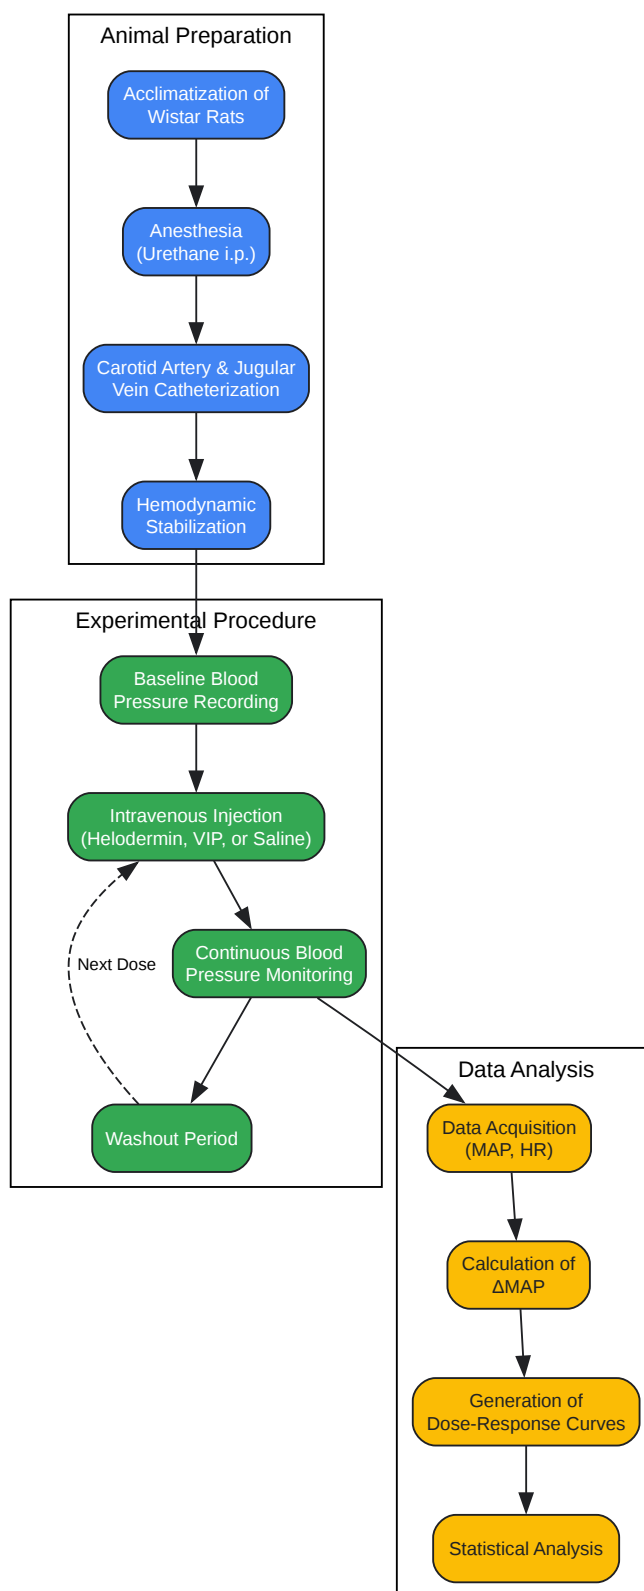 Animal Preparation
Acclimatization of
Wistar Rats
Anesthesia
(Urethane i.p.)
Carotid Artery & Jugular
Vein Catheterization
Hemodynamic
Stabilization
Experimental Procedure
Baseline Blood
Pressure Recording
Intravenous Injection
(Helodermin, VIP, or Saline)
Continuous Blood
Pressure Monitoring
Next Dose
Washout Period
Data Analysis
Data Acquisition
(MAP, HR)
Calculation of
ΔMAP
Generation of
Dose-Response Curves
Statistical Analysis